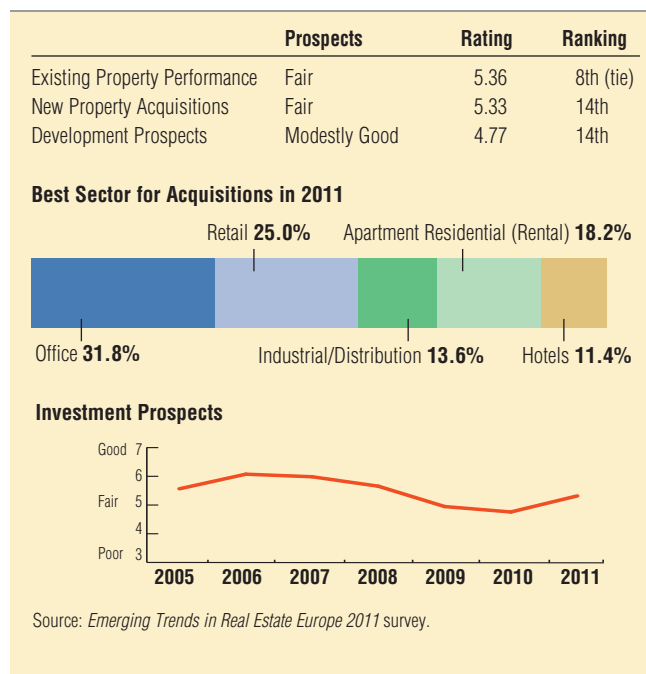 Prospects Rating Ranking
Existing Property Performance Fair 5.36 8th (tie)
New Property Acquisitions Fair 5.33 14th
Development Prospects Modestly Good 4.77 14th
Best Sector for Acquisitions in 2011
Retail 25.0% Apartment Residential (Rental) 18.2%
Office 31.8% Industrial/Distribution 13.6% Hotels 11.4%
Investment Prospects
Good 7
6
Fair 5
4
Poor 3
2005 2006 2007 2008 2009 2010 2011
Source: Emerging Trends in Real Estate Europe 2011 survey.